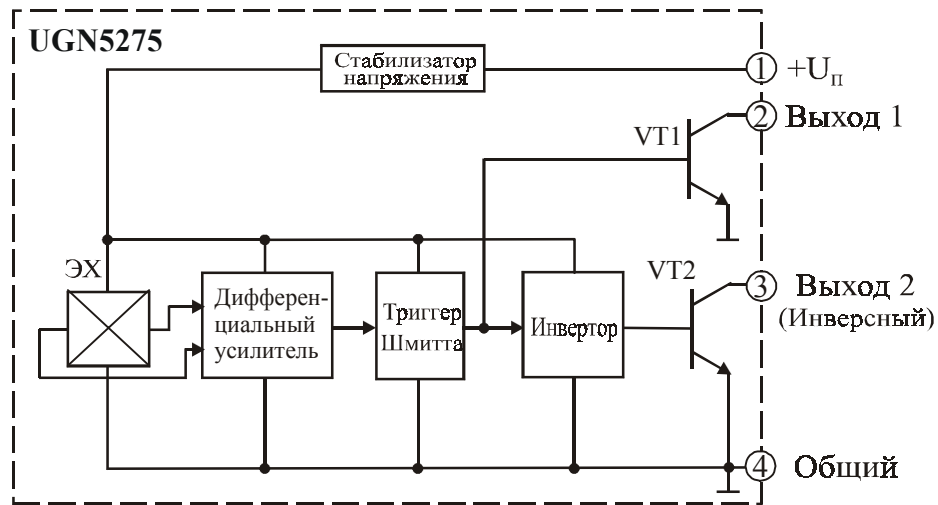 UGN5275
Стабилизатор
напряжения
1 +Uп
2 Выход 1
VT1
ЭХ
VT2
3 Выход 2
(Инверсный)
Дифферен-
циальный
усилитель
Триггер
Шмитта
Инвертор
4 Общий